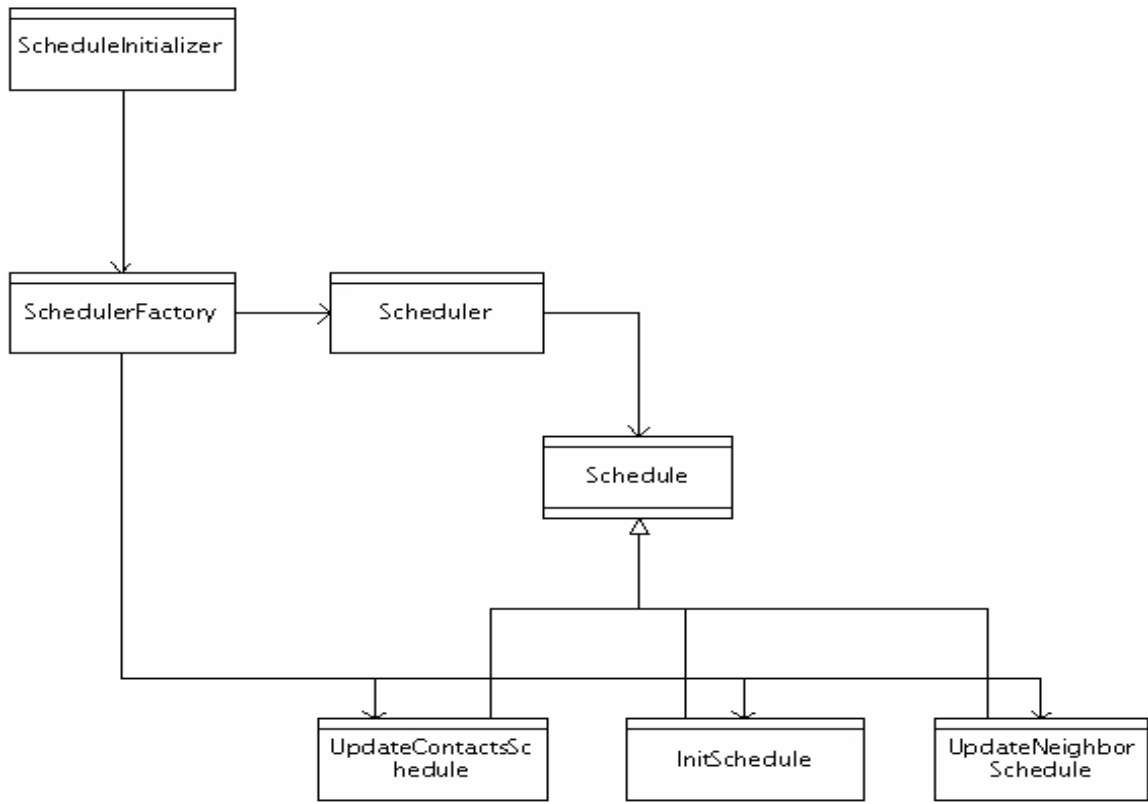 ScheduleInitializer
SchedulerFactory
Scheduler
Schedule
UpdateContactsSc
hedule
InitSchedule
UpdateNeighbor
Schedule